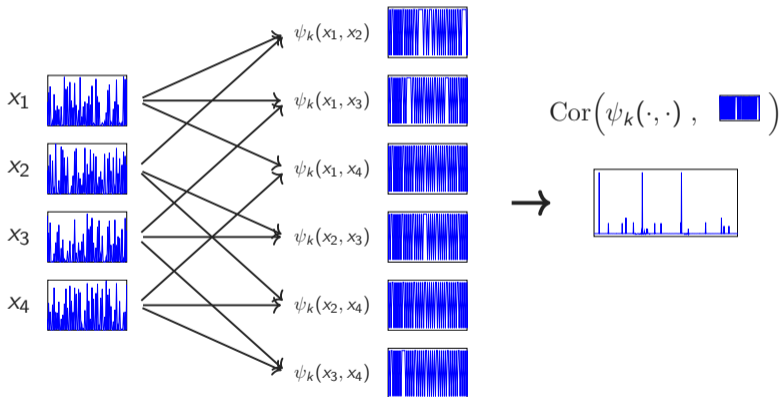 ψₖ(x₁, x₂)
x₁
ψₖ(x₁, x₃)
Cor(ψₖ(·,·) , )
x₂
ψₖ(x₁, x₄)
x₃
ψₖ(x₂, x₃)
x₄
ψₖ(x₂, x₄)
ψₖ(x₃, x₄)